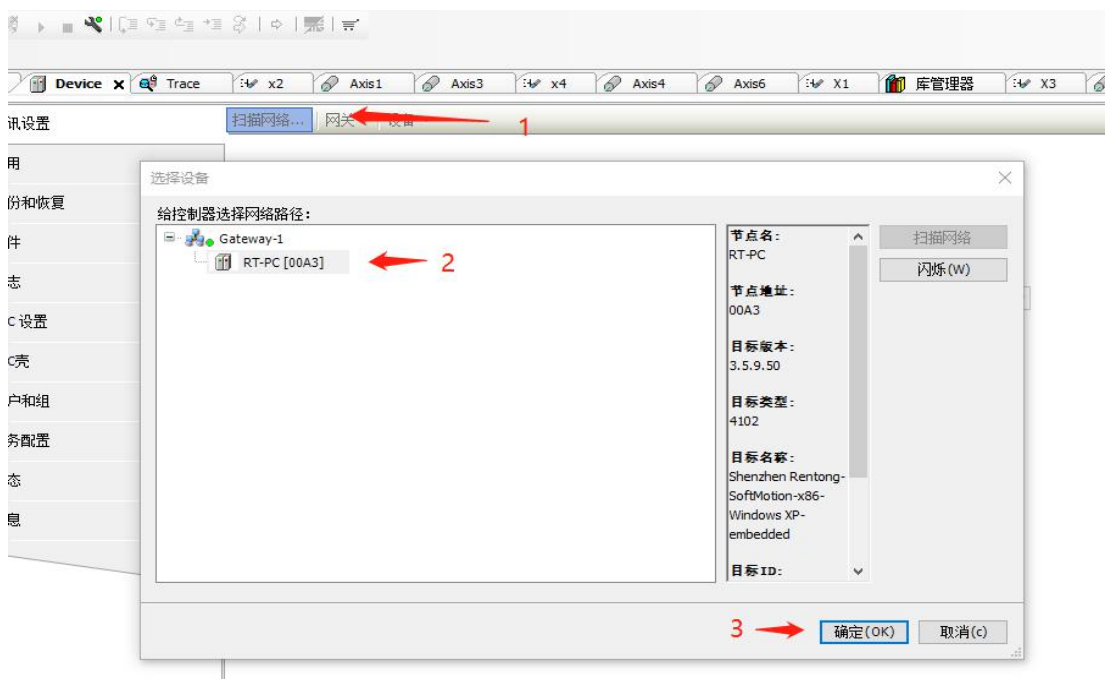 Device
Trace
x2
Axis1
Axis3
x4
Axis4
Axis6
X1
库管理器
X3
讯设置
扫描网络...
网关
设备
1
用
份和恢复
件
志
C 设置
C壳
户和组
务配置
态
息
选择设备
给控制器选择网络路径:
Gateway-1
RT-PC [00A3]
2
节点名:
RT-PC
节点地址:
00A3
目标版本:
3.5.9.50
目标类型:
4102
目标名称:
Shenzhen Rentong-
SoftMotion-x86-
Windows XP-
embedded
目标ID:
扫描网络
闪烁(W)
3
确定(OK)
取消(c)